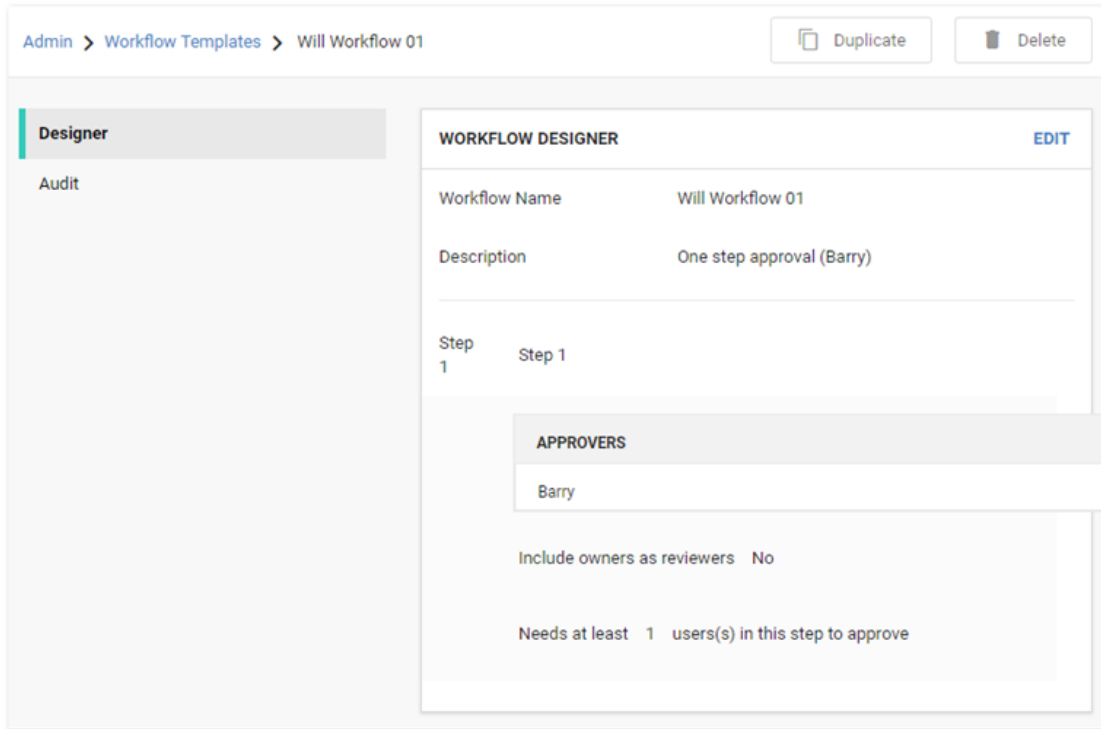 Admin > Workflow Templates > Will Workflow 01
Duplicate
Delete
Designer
Audit
WORKFLOW DESIGNER
EDIT
Workflow Name Will Workflow 01
Description One step approval (Barry)
Step
1
Step 1
APPROVERS
Barry
Include owners as reviewers No
Needs at least 1 users(s) in this step to approve